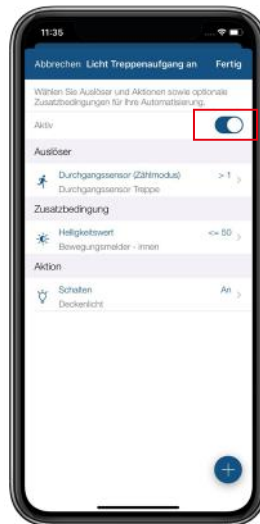 11:35
Abbrechen Licht Treppenaufgang an Fertig
Wählen Sie Auslöser und Aktionen sowie optionale
Zusatzbedingungen für Ihre Automatisierung.
Aktiv
Auslöser
Durchgangssensor (Zählmodus) > 1
Durchgangssensor Treppe
Zusatzbedingung
Helligkeitswert <= 50
Bewegungsmelder - innen
Aktion
Schalten An
Deckenlicht